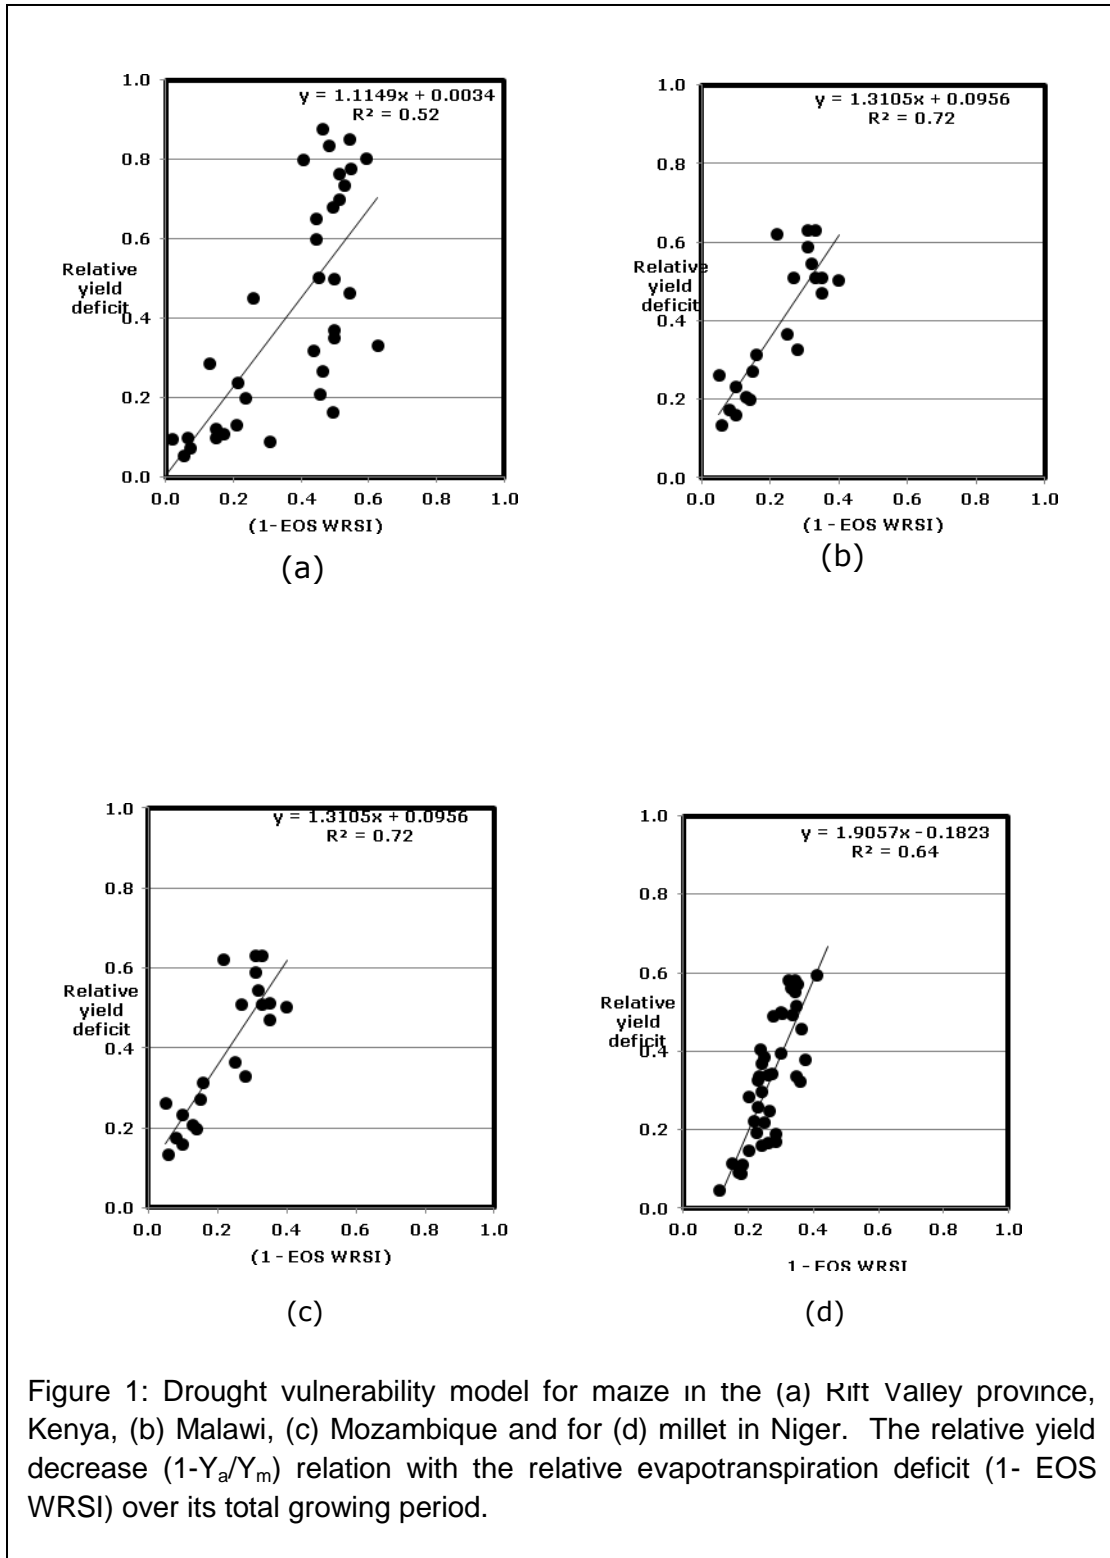 1.0
y = 1.1149x + 0.0034
R² = 0.52
0.8
0.6
Relative
yield
deficit
0.4
0.2
0.0
0.0 0.2 0.4 0.6 0.8 1.0
(1- EOS WRSI)
(a)
1.0
y = 1.3105x + 0.0956
R² = 0.72
0.8
0.6
Relative
yield
deficit
0.4
0.2
0.0
0.0 0.2 0.4 0.6 0.8 1.0
(1 - EOS WRSI)
(b)
1.0
y = 1.3105x + 0.0956
R² = 0.72
0.8
0.6
Relative
yield
deficit
0.4
0.2
0.0
0.0 0.2 0.4 0.6 0.8 1.0
(1 - EOS WRSI)
(c)
1.0
y = 1.9057x - 0.1823
R² = 0.64
0.8
0.6
Relative
yield
deficit
0.4
0.2
0.0
0.0 0.2 0.4 0.6 0.8 1.0
1 - EOS WRSI
(d)
Figure 1: Drought vulnerability model for maize in the (a) Rift Valley province,
Kenya, (b) Malawi, (c) Mozambique and for (d) millet in Niger. The relative yield
decrease (1-Yₐ/Yₘ) relation with the relative evapotranspiration deficit (1- EOS
WRSI) over its total growing period.